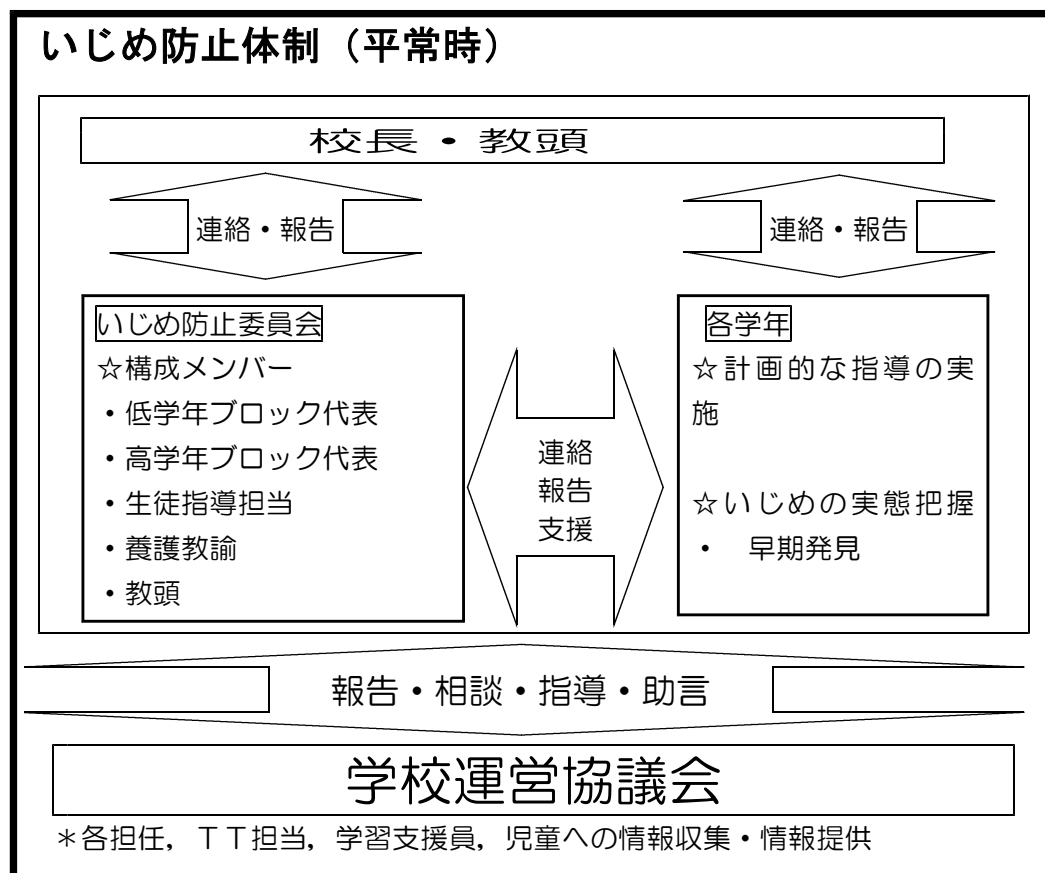 いじめ防止体制（平常時）
校長・教頭
連絡・報告
連絡・報告
いじめ防止委員会
☆構成メンバー
・低学年ブロック代表
・高学年ブロック代表
・生徒指導担当
・養護教諭
・教頭
連絡
報告
支援
各学年
☆計画的な指導の実
施
☆いじめの実態把握
・　早期発見
報告・相談・指導・助言
学校運営協議会
＊各担任，ＴＴ担当，学習支援員，児童への情報収集・情報提供